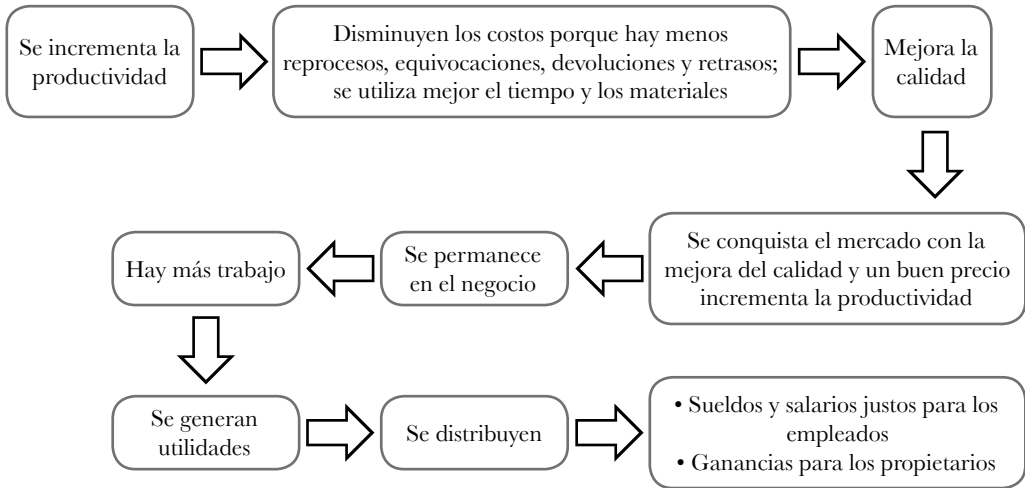 Se incrementa la
productividad
Disminuyen los costos porque hay menos
reprocesos, equivocaciones, devoluciones y retrasos;
se utiliza mejor el tiempo y los materiales
Mejora la
calidad
Se conquista el mercado con la
mejora del calidad y un buen precio
incrementa la productividad
Se permanece
en el negocio
Hay más trabajo
Se generan
utilidades
Se distribuyen
• Sueldos y salarios justos para los
empleados
• Ganancias para los propietarios